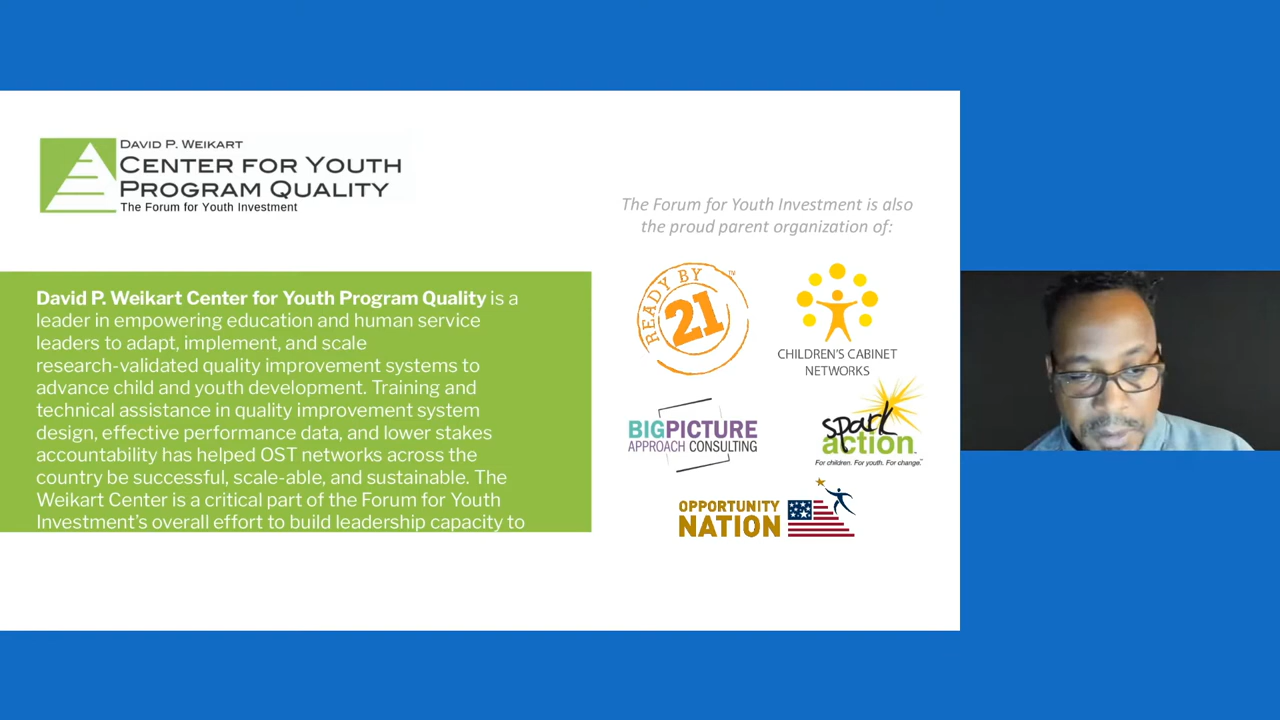 DAVID P. WEIKART
CENTER FOR YOUTH
PROGRAM QUALITY
The Forum for Youth Investment
David P. Weikart Center for Youth Program Quality is a
leader in empowering education and human service
leaders to adapt, implement, and scale
research-validated quality improvement systems to
advance child and youth development. Training and
technical assistance in quality improvement system
design, effective performance data, and lower stakes
accountability has helped OST networks across the
country be successful, scale-able, and sustainable. The
Weikart Center is a critical part of the Forum for Youth
Investment’s overall effort to build leadership capacity to
The Forum for Youth Investment is also
the proud parent organization of:
READY BY
21
TM
CHILDREN'S CABINET
NETWORKS
BIGPICTURE
APPROACH CONSULTING
spark
action
For children. For youth. For change.
OPPORTUNITY
NATION